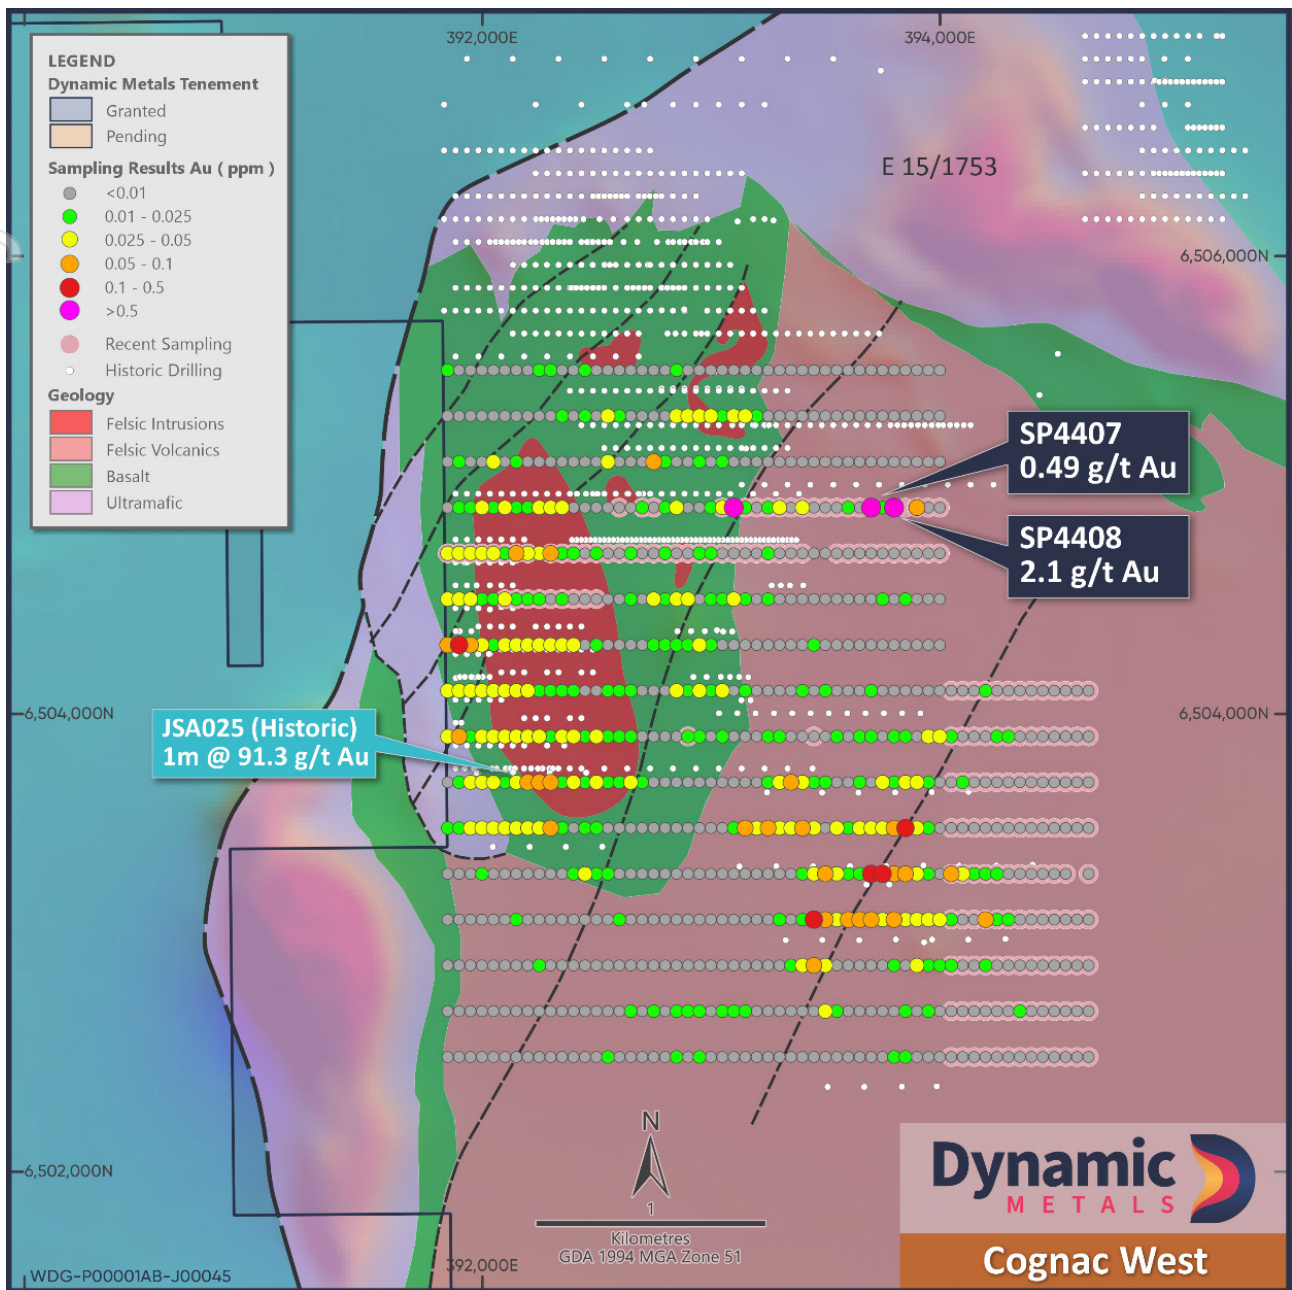 392,000E
394,000E
LEGEND
Dynamic Metals Tenement
Granted
Pending
Sampling Results Au ( ppm )
<0.01
0.01 - 0.025
0.025 - 0.05
0.05 - 0.1
0.1 - 0.5
>0.5
Recent Sampling
Historic Drilling
Geology
Felsic Intrusions
Felsic Volcanics
Basalt
Ultramafic
E 15/1753
6,506,000N
SP4407
0.49 g/t Au
SP4408
2.1 g/t Au
6,504,000N
6,504,000N
JSA025 (Historic)
1m @ 91.3 g/t Au
N
1
Kilometres
GDA 1994 MGA Zone 51
6,502,000N
392,000E
WDG-P00001AB-J00045
Dynamic
METALS
Cognac West